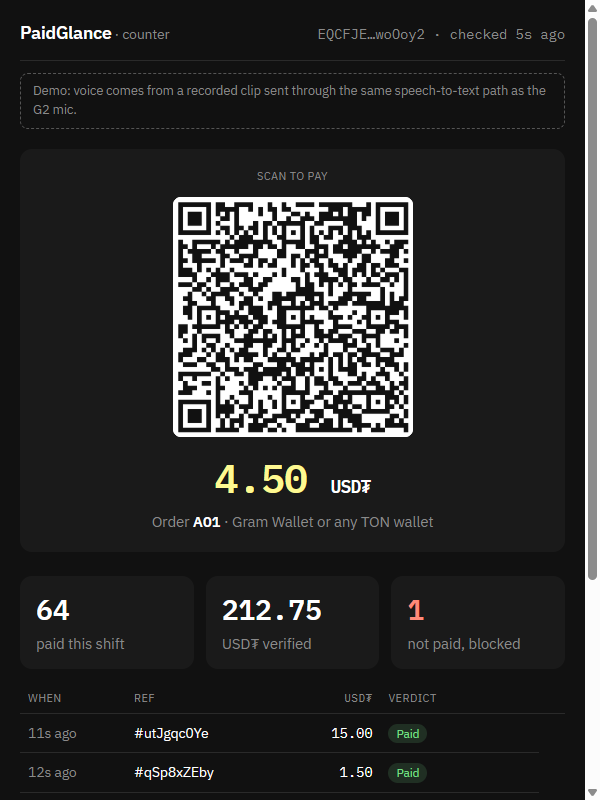 PaidGlance · counter
EQCFJE…woOoy2 · checked 5s ago
Demo: voice comes from a recorded clip sent through the same speech-to-text path as the
G2 mic.
SCAN TO PAY
4.50 USD₮
Order A01 · Gram Wallet or any TON wallet
64
paid this shift
212.75
USD₮ verified
1
not paid, blocked
WHEN REF USD₮ VERDICT
11s ago #utJgqc0Ye 15.00 Paid
12s ago #qSp8xZEby 1.50 Paid